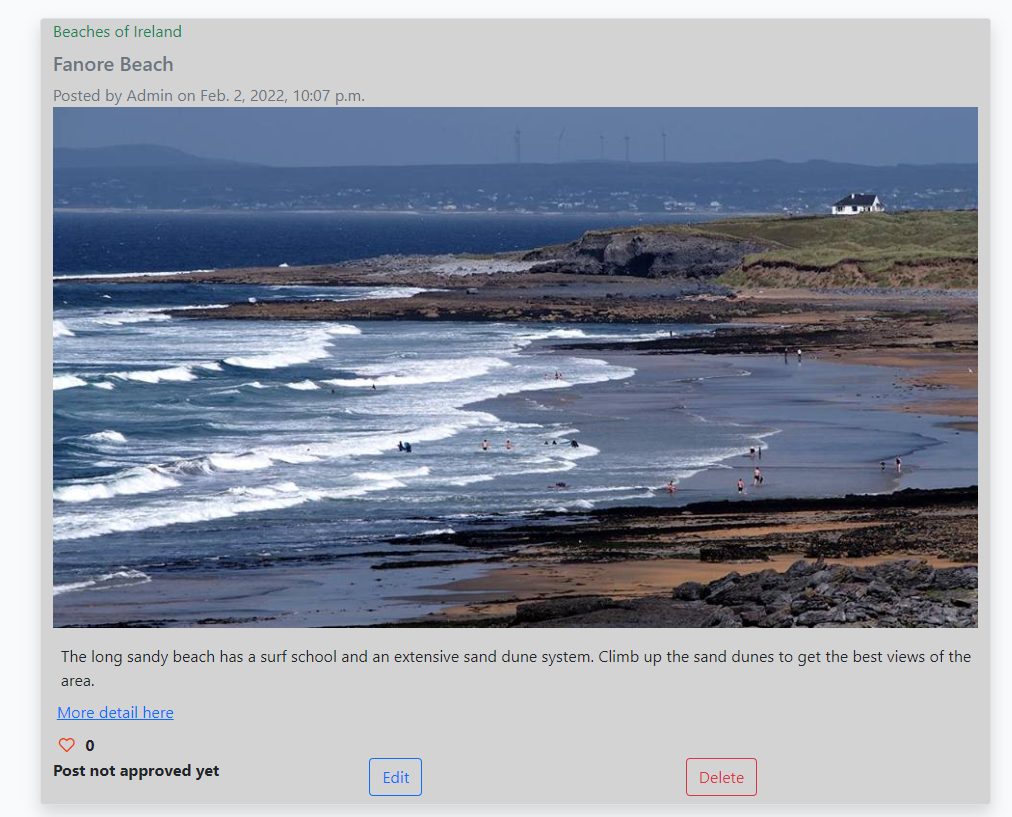 Beaches of Ireland
Fanore Beach
Posted by Admin on Feb. 2, 2022, 10:07 p.m.
The long sandy beach has a surf school and an extensive sand dune system. Climb up the sand dunes to get the best views of the
area.
More detail here
0
Post not approved yet
Edit
Delete